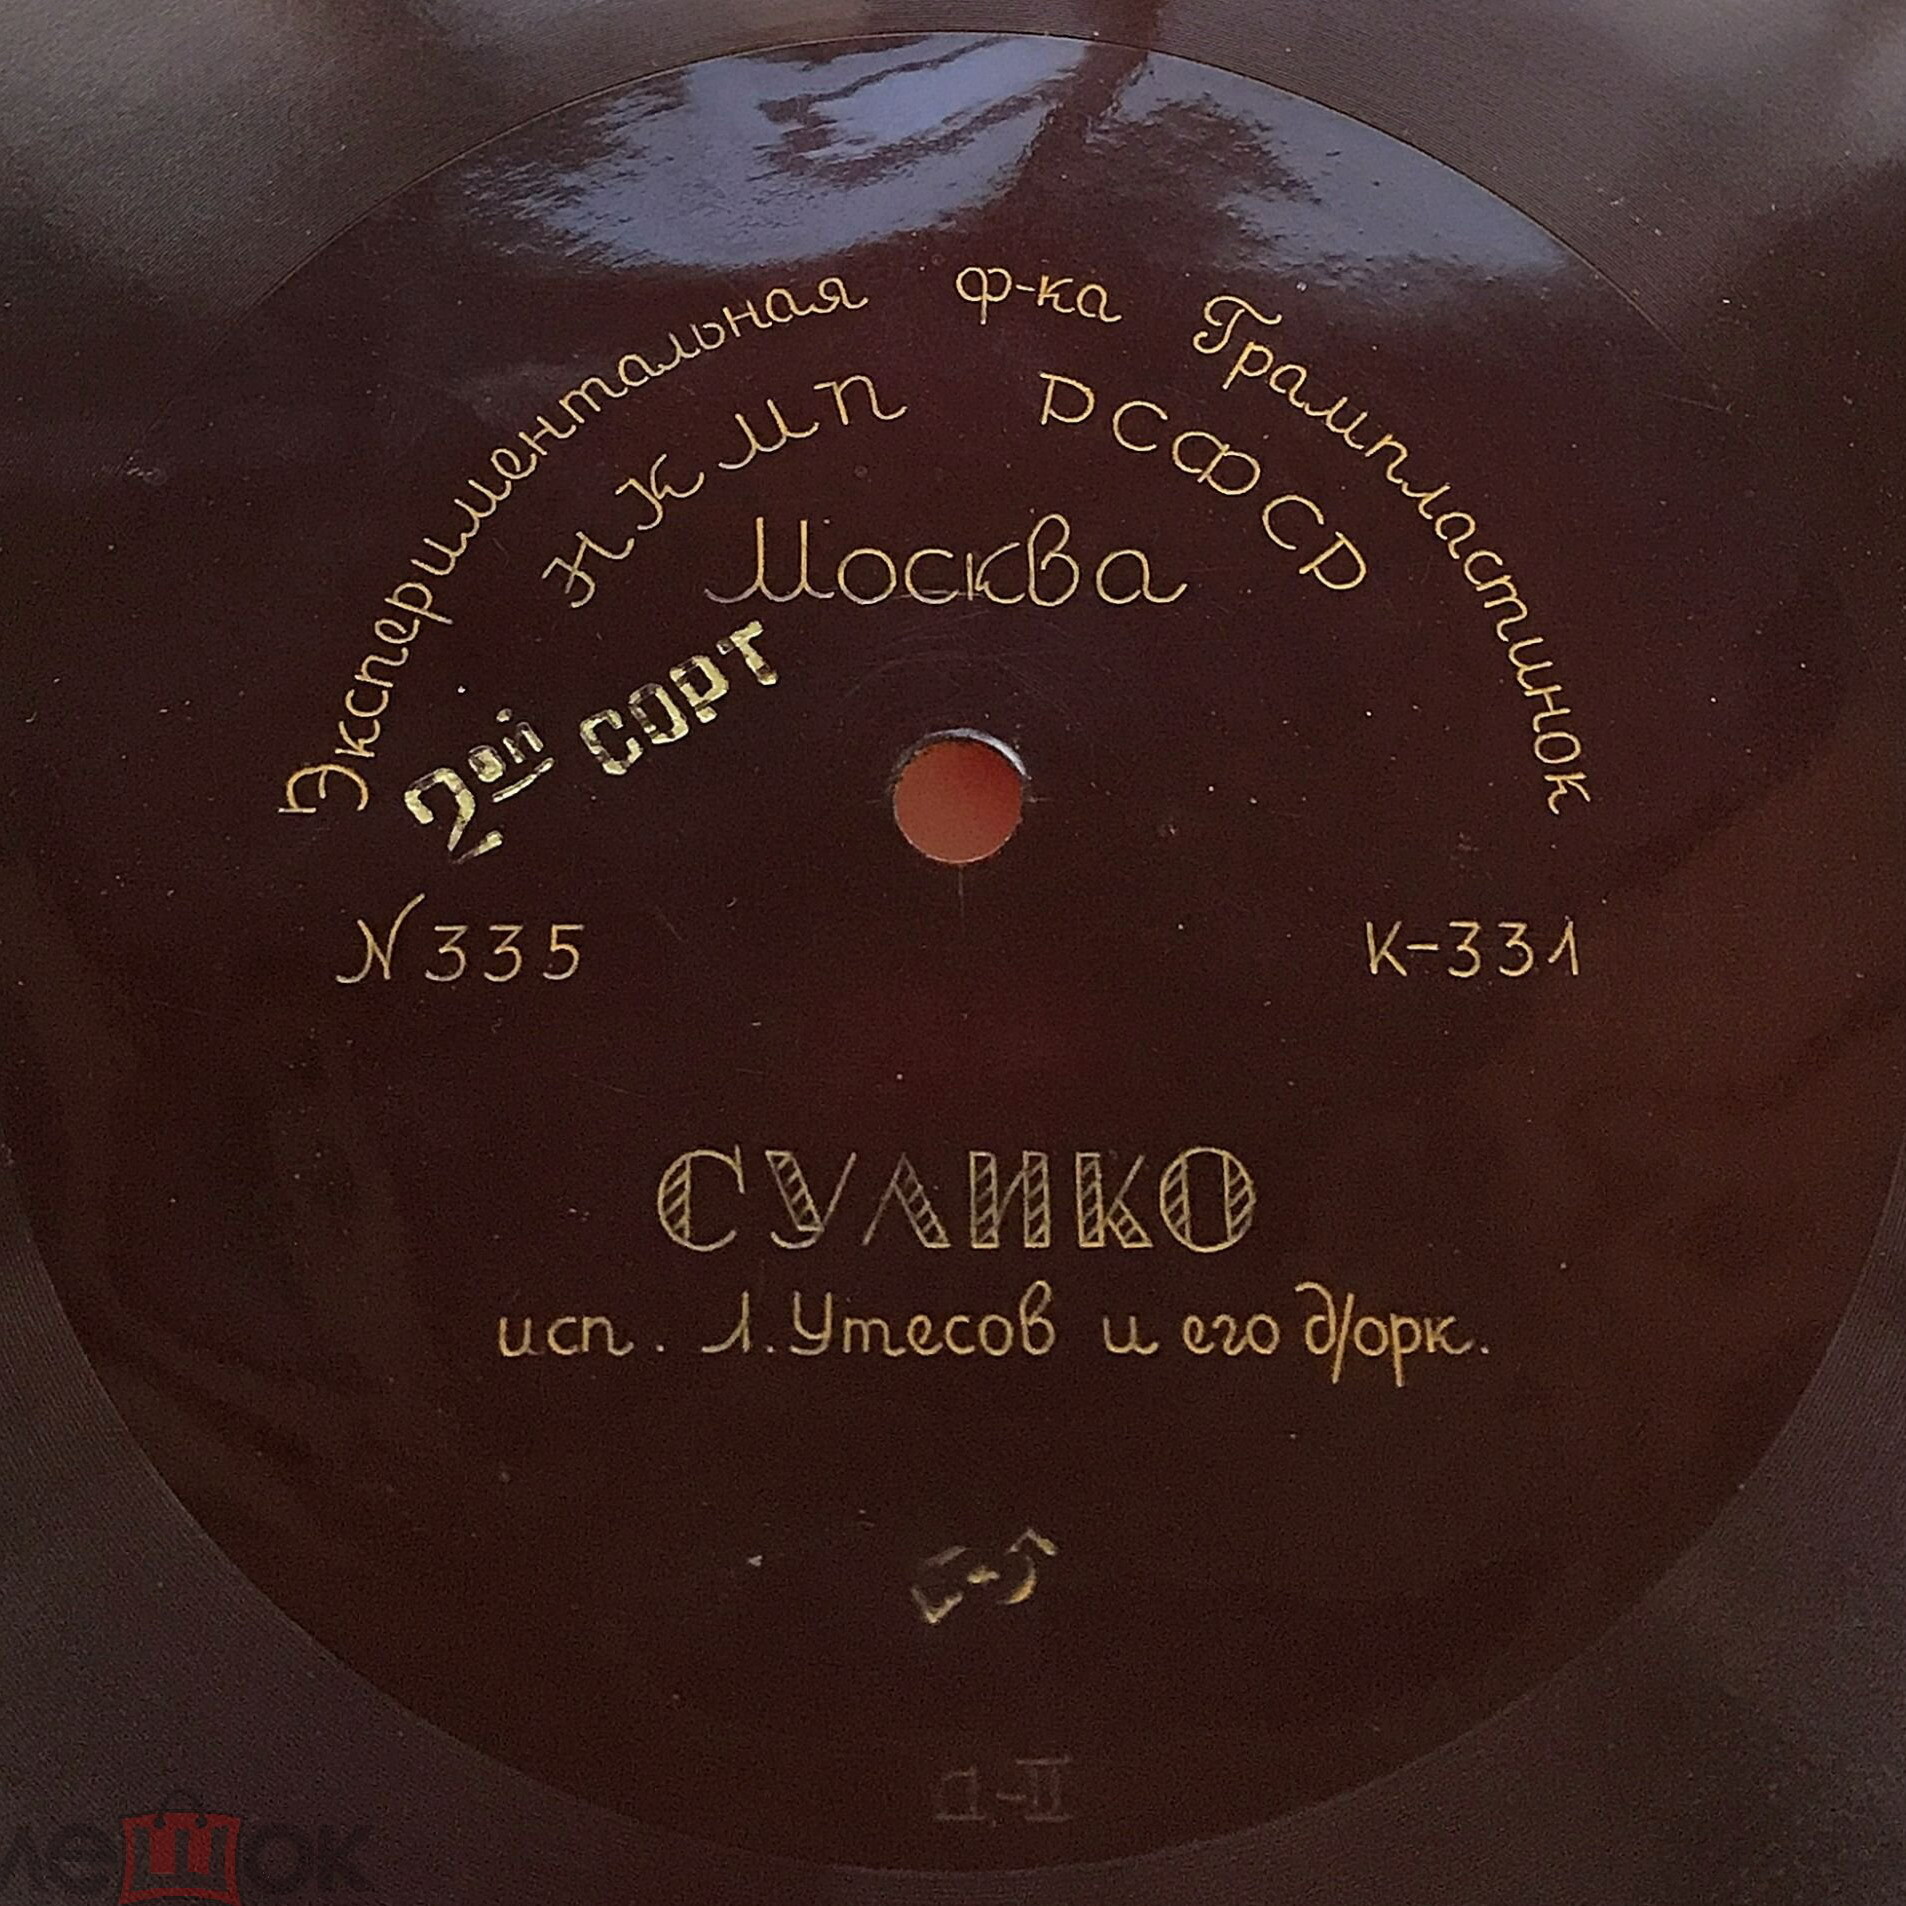 Экспериментальная ф-ка Грампластинок
НКМП РСФСР
Москва
2ой СОРТ
N335
К-331
СУЛИКО
исп. Л. Утесов и его д/орк.